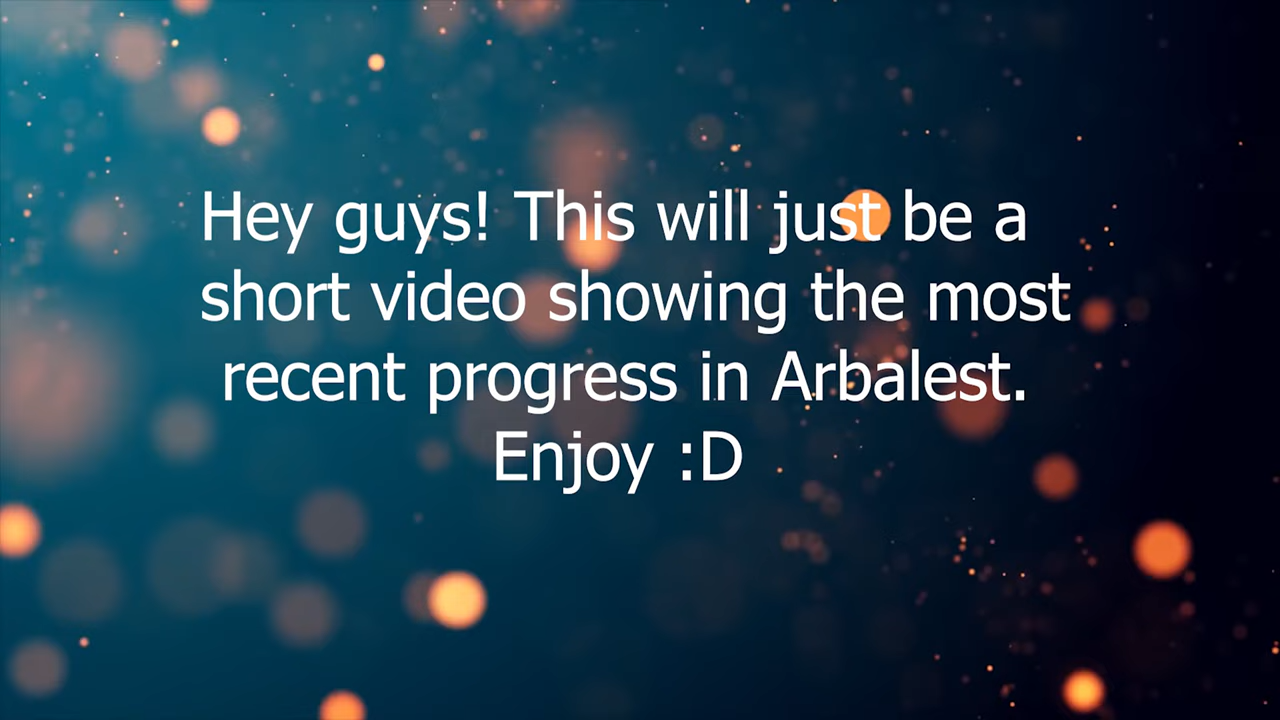 Hey guys! This will just be a
short video showing the most
recent progress in Arbalest.
Enjoy :D